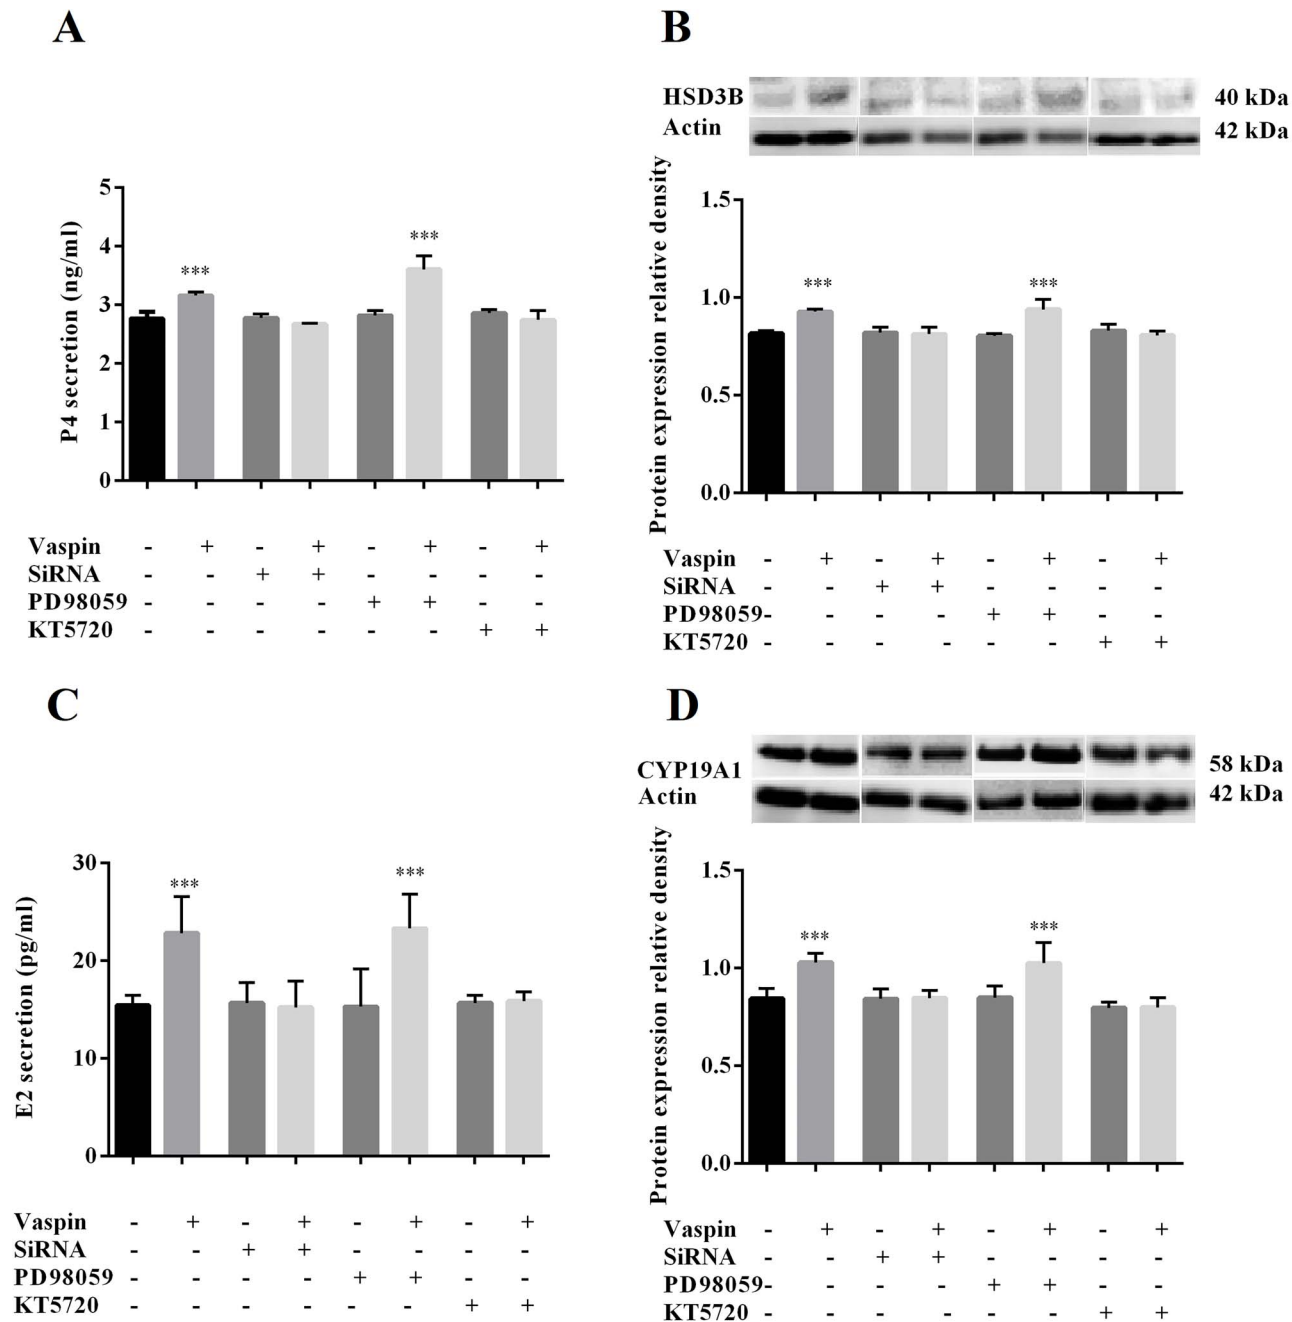 A
P4 secretion (ng/ml)
5
4
3
2
1
0
***
***
Vaspin - + - + - + - +
SiRNA - - + + - - - -
PD98059 - - - - + + - -
KT5720 - - - - - - + +
B
HSD3B 40 kDa
Actin 42 kDa
Protein expression relative density
1.5
1.0
0.5
0.0
***
***
Vaspin - + - + - + - +
SiRNA - - + + - - - -
PD98059 - - - - + + - -
KT5720 - - - - - - + +
C
E2 secretion (pg/ml)
30
20
10
0
***
***
Vaspin - + - + - + - +
SiRNA - - + + - - - -
PD98059 - - - - + + - -
KT5720 - - - - - - + +
D
CYP19A1 58 kDa
Actin 42 kDa
Protein expression relative density
1.5
1.0
0.5
0.0
***
***
Vaspin - + - + - + - +
SiRNA - - + + - - - -
PD98059 - - - - + + - -
KT5720 - - - - - - + +